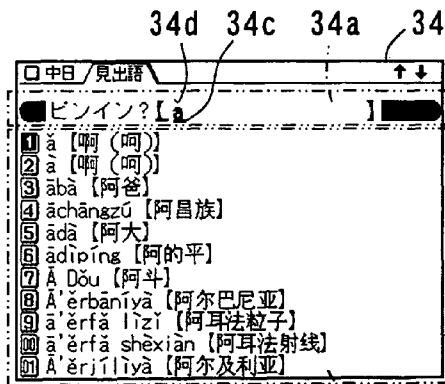 34d 34c 34a 34
中日 見出語 ↑ ↓
ピンイン?【a 】
1 ǎ【啊(呵)】
2 à【啊(呵)】
3 ābà【阿爸】
4 āchāngzú【阿昌族】
5 ādà【阿大】
6 ādìpíng【阿的平】
7 Ā Dǒu【阿斗】
8 Ā'ěrbāníyà【阿尔巴尼亚】
9 ā'ěrfǎ lìzǐ【阿耳法粒子】
00 ā'ěrfǎ shèxiàn【阿耳法射线】
01 Ā'ěrjílìyà【阿尔及利亚】